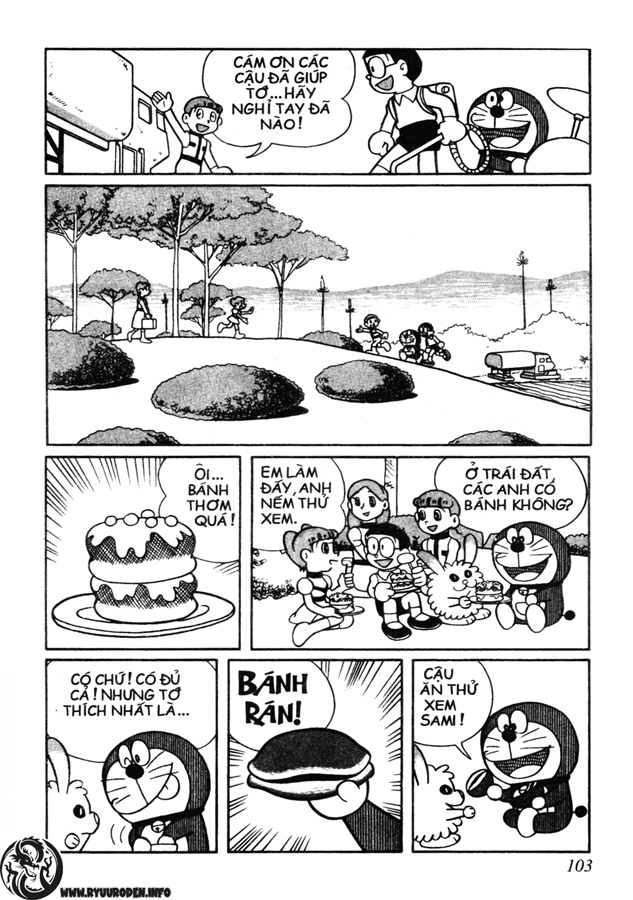 CÁM ƠN CÁC
CẬU ĐÃ GIÚP
TỚ...HÃY
NGHỈ TAY ĐÃ
NÀO!
ÔI...
BÁNH
THƠM
QUÁ!
EM LÀM
ĐẤY, ANH
NẾM THỬ
XEM.
Ở TRÁI ĐẤT,
CÁC ANH CÓ
BÁNH KHÔNG?
CÓ CHỨ! CÓ ĐỦ
CẢ! NHƯNG TỚ
THÍCH NHẤT LÀ...
BÁNH
RÁN!
CẬU
ĂN THỬ
XEM
SAMI!
103
WWW.RYUURODEN.INFO